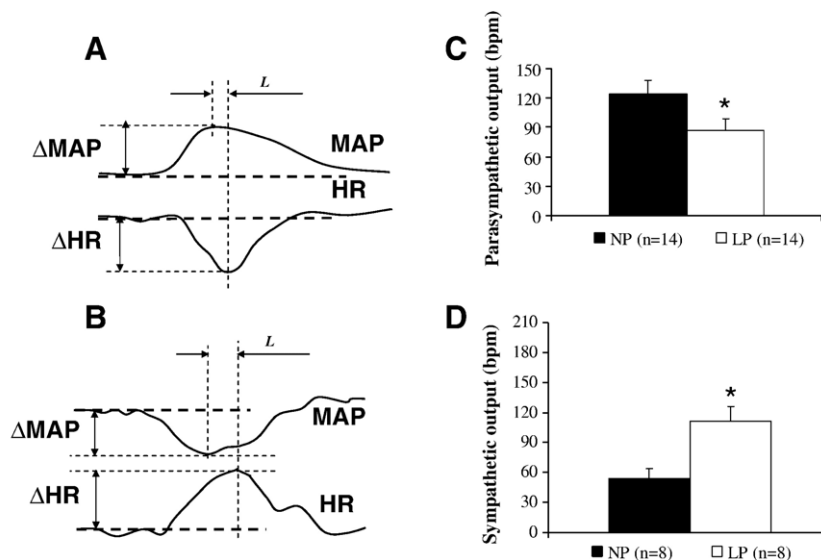 A
L
ΔMAP
MAP
HR
ΔHR
B
L
ΔMAP
MAP
ΔHR
HR
C
Parasympathetic output (bpm)
150
120
90
60
30
0
*
NP (n=14) LP (n=14)
D
Sympathetic output (bpm)
210
180
150
120
90
60
30
0
*
NP (n=8) LP (n=8)